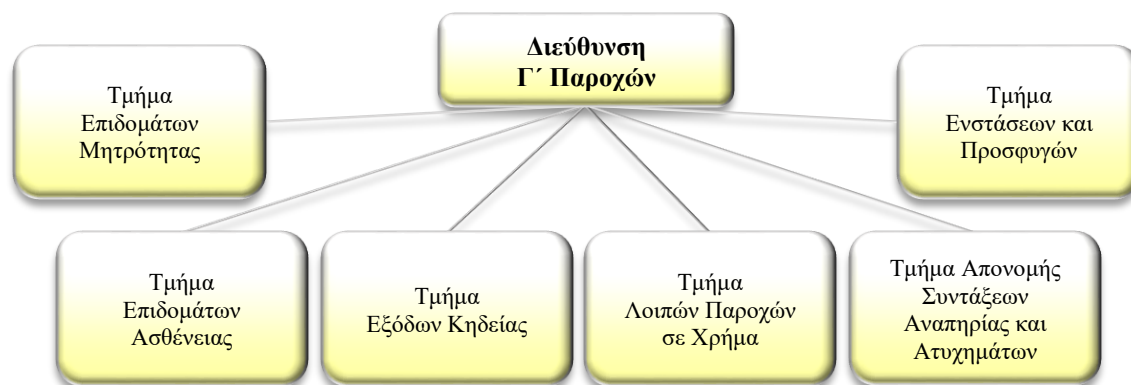 Διεύθυνση
Γ΄ Παροχών
Τμήμα
Επιδομάτων
Μητρότητας
Τμήμα
Ενστάσεων και
Προσφυγών
Τμήμα
Επιδομάτων
Ασθένειας
Τμήμα
Εξόδων Κηδείας
Τμήμα
Λοιπών Παροχών
σε Χρήμα
Τμήμα Απονομής
Συντάξεων
Αναπηρίας και
Ατυχημάτων